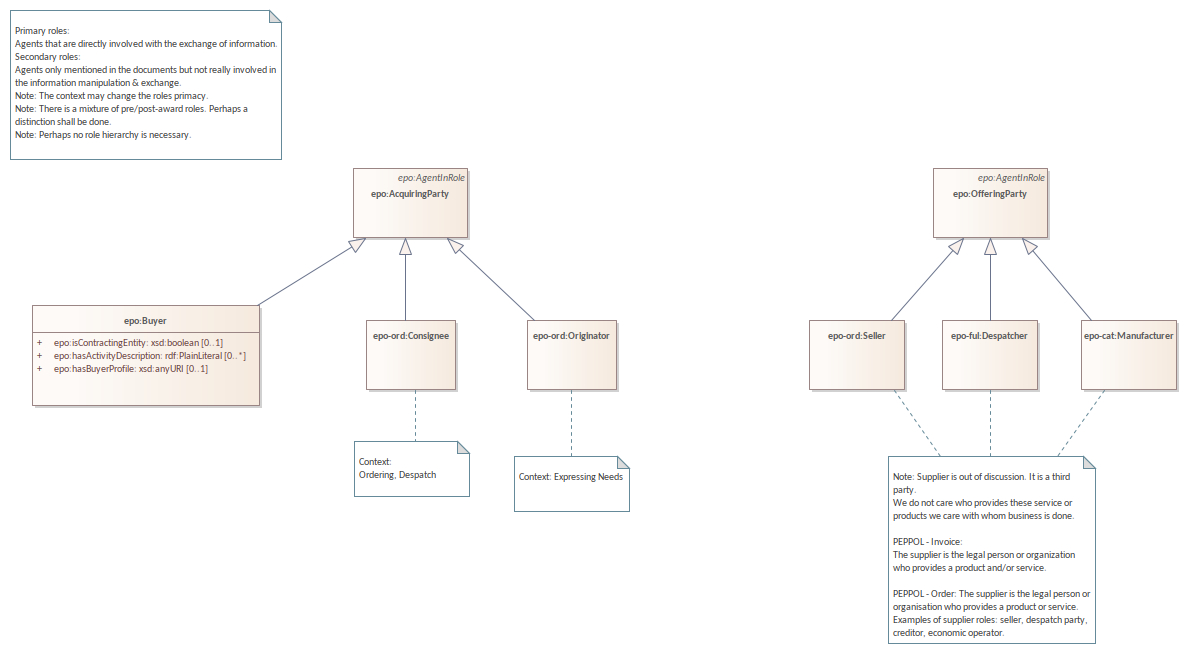 Primary roles:
Agents that are directly involved with the exchange of information.
Secondary roles:
Agents only mentioned in the documents but not really involved in
the information manipulation & exchange.
Note: The context may change the roles primacy.
Note: There is a mixture of pre/post-award roles. Perhaps a
distinction shall be done.
Note: Perhaps no role hierarchy is necessary.
epo:AgentInRole
epo:AcquiringParty
epo:AgentInRole
epo:OfferingParty
epo:Buyer
+ epo:isContractingEntity: xsd:boolean [0..1]
+ epo:hasActivityDescription: rdf:PlainLiteral [0..*]
+ epo:hasBuyerProfile: xsd:anyURI [0..1]
epo-ord:Consignee
epo-ord:Originator
epo-ord:Seller
epo-ful:Despatcher
epo-cat:Manufacturer
Context:
Ordering, Despatch
Context: Expressing Needs
Note: Supplier is out of discussion. It is a third
party.
We do not care who provides these service or
products we care with whom business is done.
PEPPOL - Invoice:
The supplier is the legal person or organization
who provides a product and/or service.
PEPPOL - Order: The supplier is the legal person or
organisation who provides a product or service.
Examples of supplier roles: seller, despatch party,
creditor, economic operator.